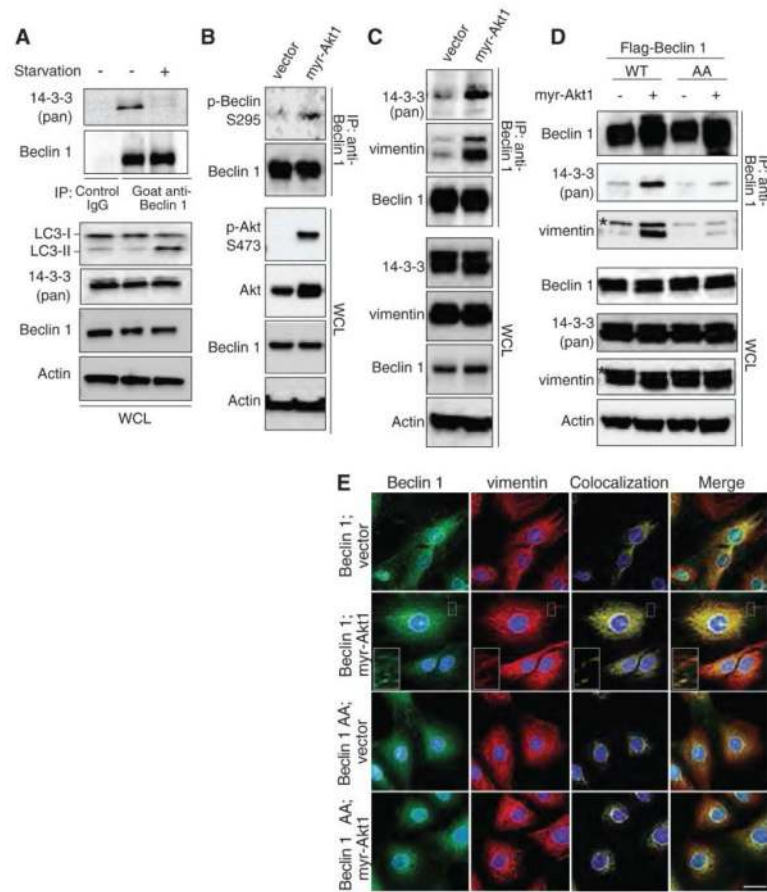 A
Starvation - - +
14-3-3
(pan)
Beclin 1
IP: Control
IgG
Goat anti-
Beclin 1
LC3-I
LC3-II
14-3-3
(pan)
Beclin 1
Actin
WCL
B
vector
myr-Akt1
p-Beclin
S295
Beclin 1
IP: anti-
Beclin 1
p-Akt
S473
Akt
Beclin 1
Actin
WCL
C
vector
myr-Akt1
14-3-3
(pan)
vimentin
Beclin 1
IP: anti-
Beclin 1
14-3-3
vimentin
Beclin 1
Actin
WCL
D
Flag-Beclin 1
WT AA
myr-Akt1 - + - +
Beclin 1
14-3-3
(pan)
vimentin *
IP: anti-
Beclin 1
Beclin 1
14-3-3
(pan)
vimentin *
Actin
WCL
E
Beclin 1 vimentin Colocalization Merge
Beclin 1;
vector
Beclin 1;
myr-Akt1
Beclin 1 AA;
vector
Beclin 1 AA;
myr-Akt1